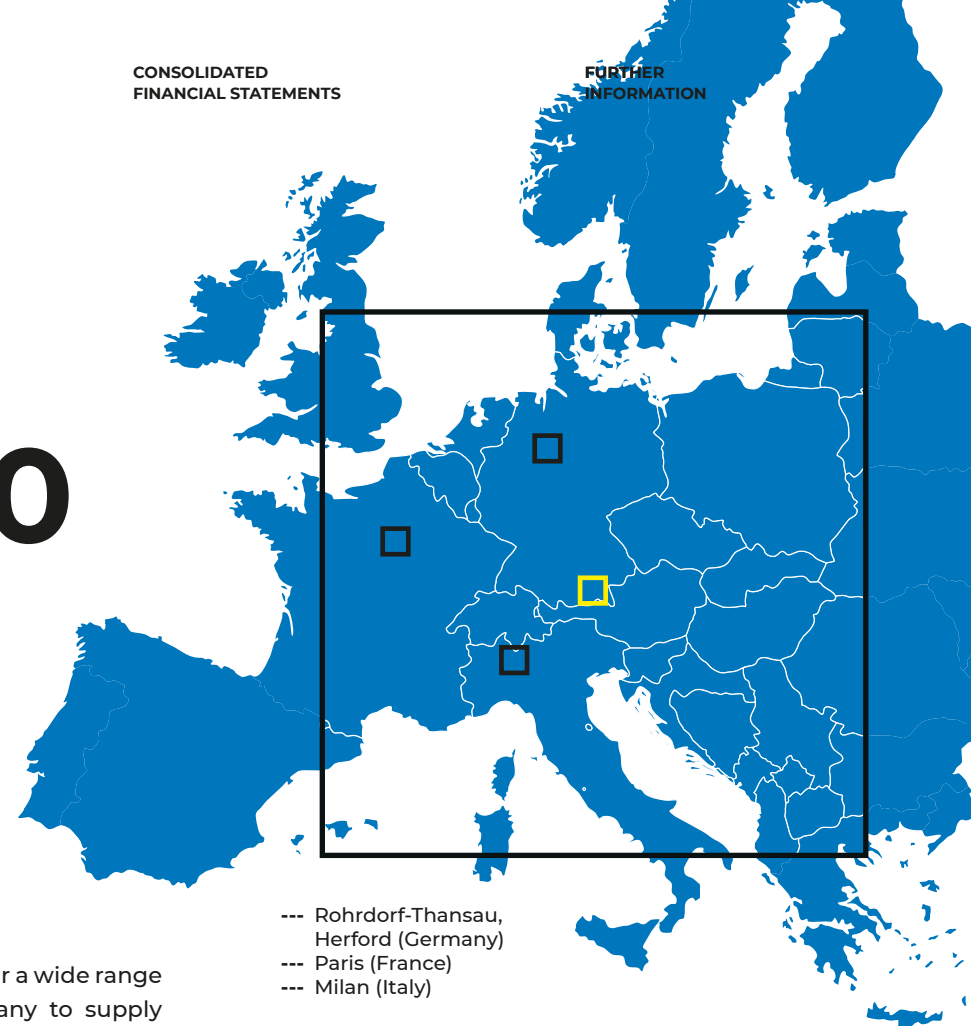 CONSOLIDATED
FINANCIAL STATEMENTS
FURTHER
INFORMATION
0
--- Rohrdorf-Thansau,
Herford (Germany)
--- Paris (France)
--- Milan (Italy)
r a wide range
any to supply